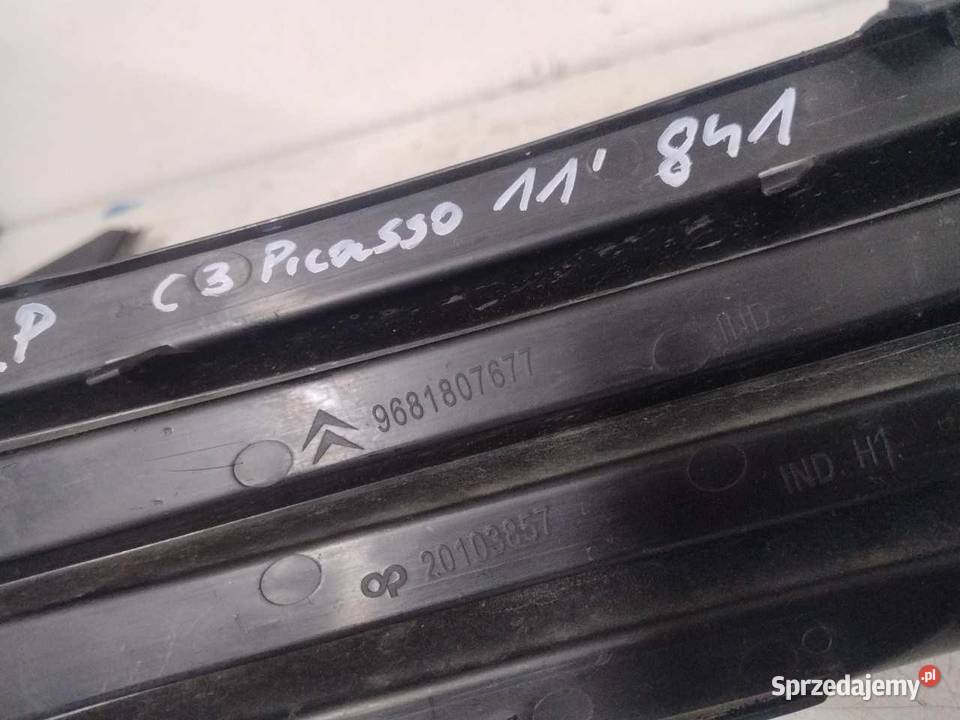 .P C3 Picasso 11' 841
9681807677 IND
20103857 IND H1
Sprzedajemy.pl